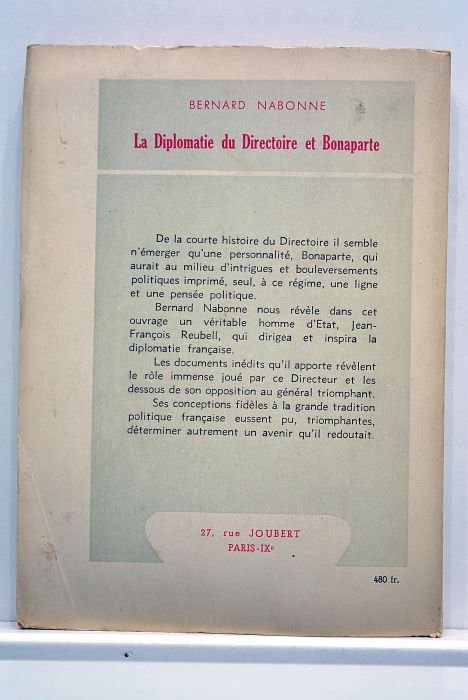 BERNARD NABONNE
La Diplomatie du Directoire et Bonaparte
De la courte histoire du Directoire il semble
n'émerger qu'une personnalité, Bonaparte, qui
aurait au milieu d'intrigues et bouleversements
politiques imprimé, seul, à ce régime, une ligne
et une pensée politique.
Bernard Nabonne nous révèle dans cet
ouvrage un véritable homme d'Etat, Jean-
François Reubell, qui dirigea et inspira la
diplomatie française.
Les documents inédits qu'il apporte révèlent
le rôle immense joué par ce Directeur et les
dessous de son opposition au général triomphant.
Ses conceptions fidèles à la grande tradition
politique française eussent pu, triomphantes,
déterminer autrement un avenir qu'il redoutait.
27, rue JOUBERT
PARIS-IXe
480 fr.